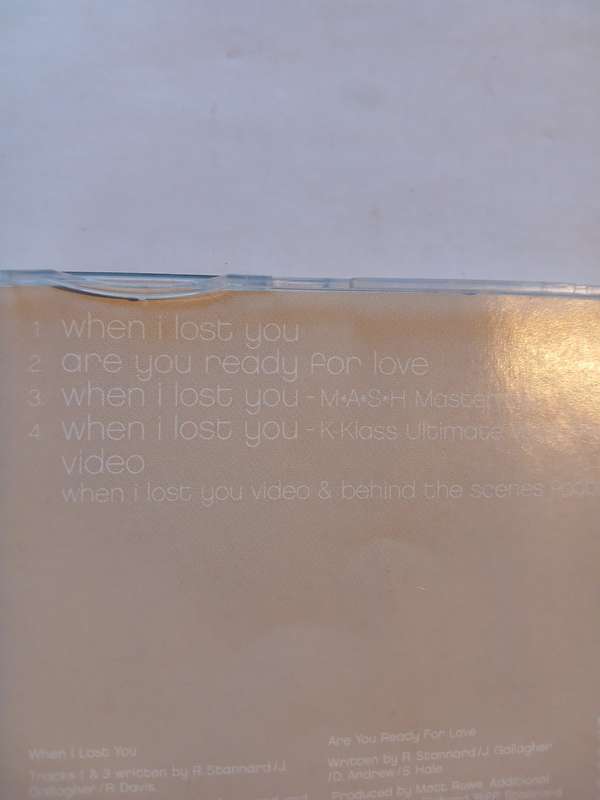 1 when i lost you
2 are you ready for love
3. when i lost you - M•A•S•H Master
4 when i lost you - K-Klass Ultimate
video
when i lost you video & behind the scenes
When I Lost You
Tracks 1 & 3 written by R Stannard/J.
Gallagher/R Davis.
Are You Ready For Love
Written by R. Stannard/J. Gallagher
/D. Andrew/S. Hale
Produced by Matt Rowe. Additional